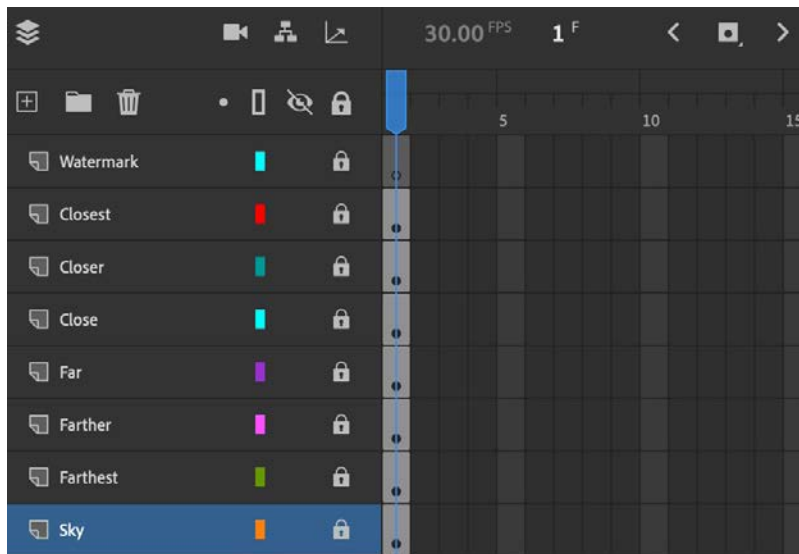 30.00 FPS 1 F
5 10 15
Watermark
Closest
Closer
Close
Far
Farther
Farthest
Sky